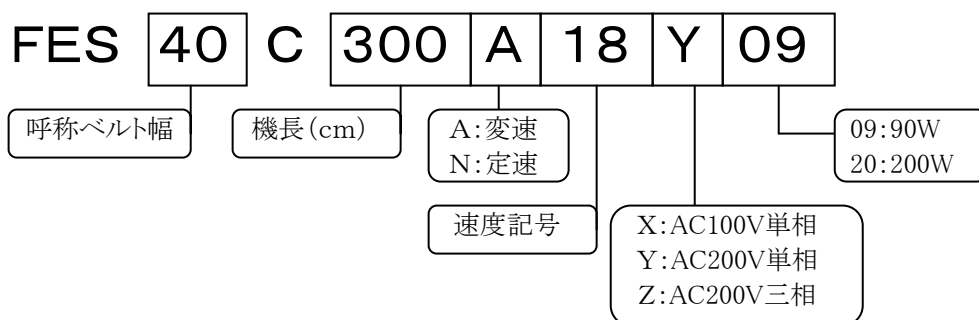 FES 40 C 300 A 18 Y 09
呼称ベルト幅
機長(cm)
A:変速
N:定速
09:90W
20:200W
速度記号
X:AC100V単相
Y:AC200V単相
Z:AC200V三相